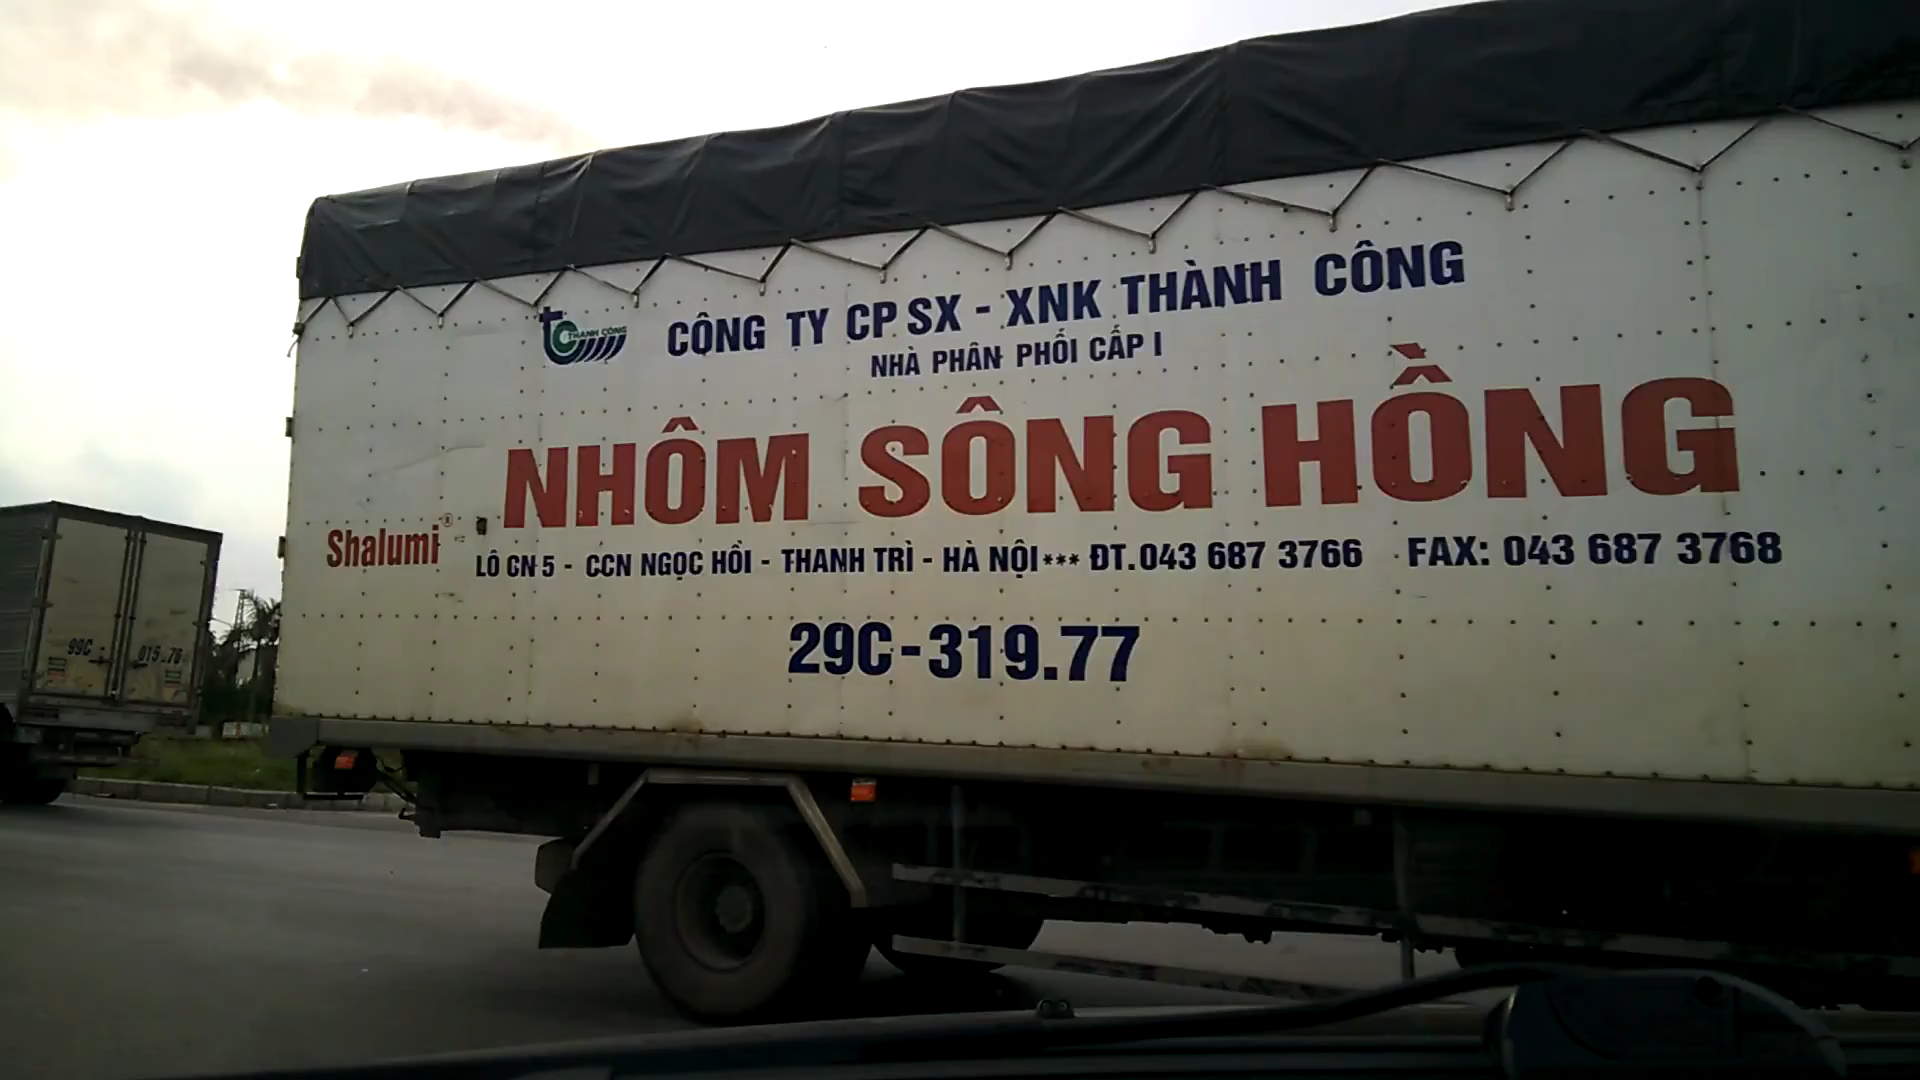 THANH CÔNG
CÔNG TY CP SX - XNK THÀNH CÔNG
NHÀ PHÂN PHỐI CẤP I
NHÔM SÔNG HỒNG
Shalumi®
LÔ CN 5 - CCN NGỌC HỒI - THANH TRÌ - HÀ NỘI *** ĐT.043 687 3766 FAX: 043 687 3768
29C-319.77
99C 015.76